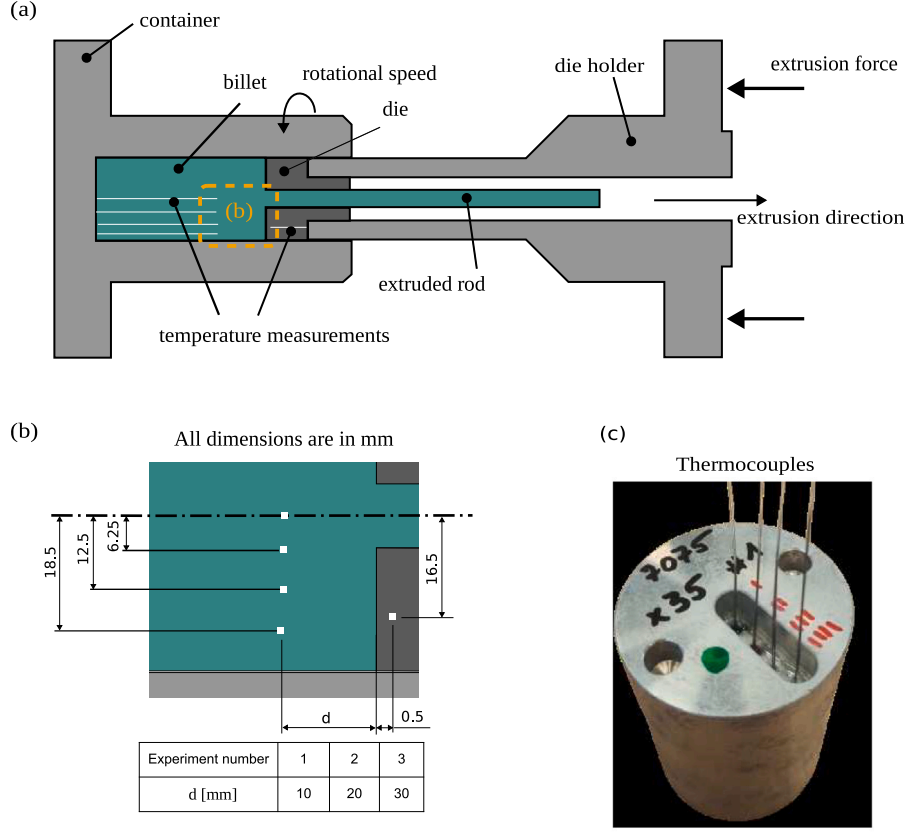 (a)
container
billet
rotational speed
die
die holder
extrusion force
(b)
extrusion direction
extruded rod
temperature measurements
(b)
All dimensions are in mm
18.5
12.5
6.25
16.5
d
0.5
Experiment number 1 2 3
d [mm] 10 20 30
(c)
Thermocouples
7075
#1
x35